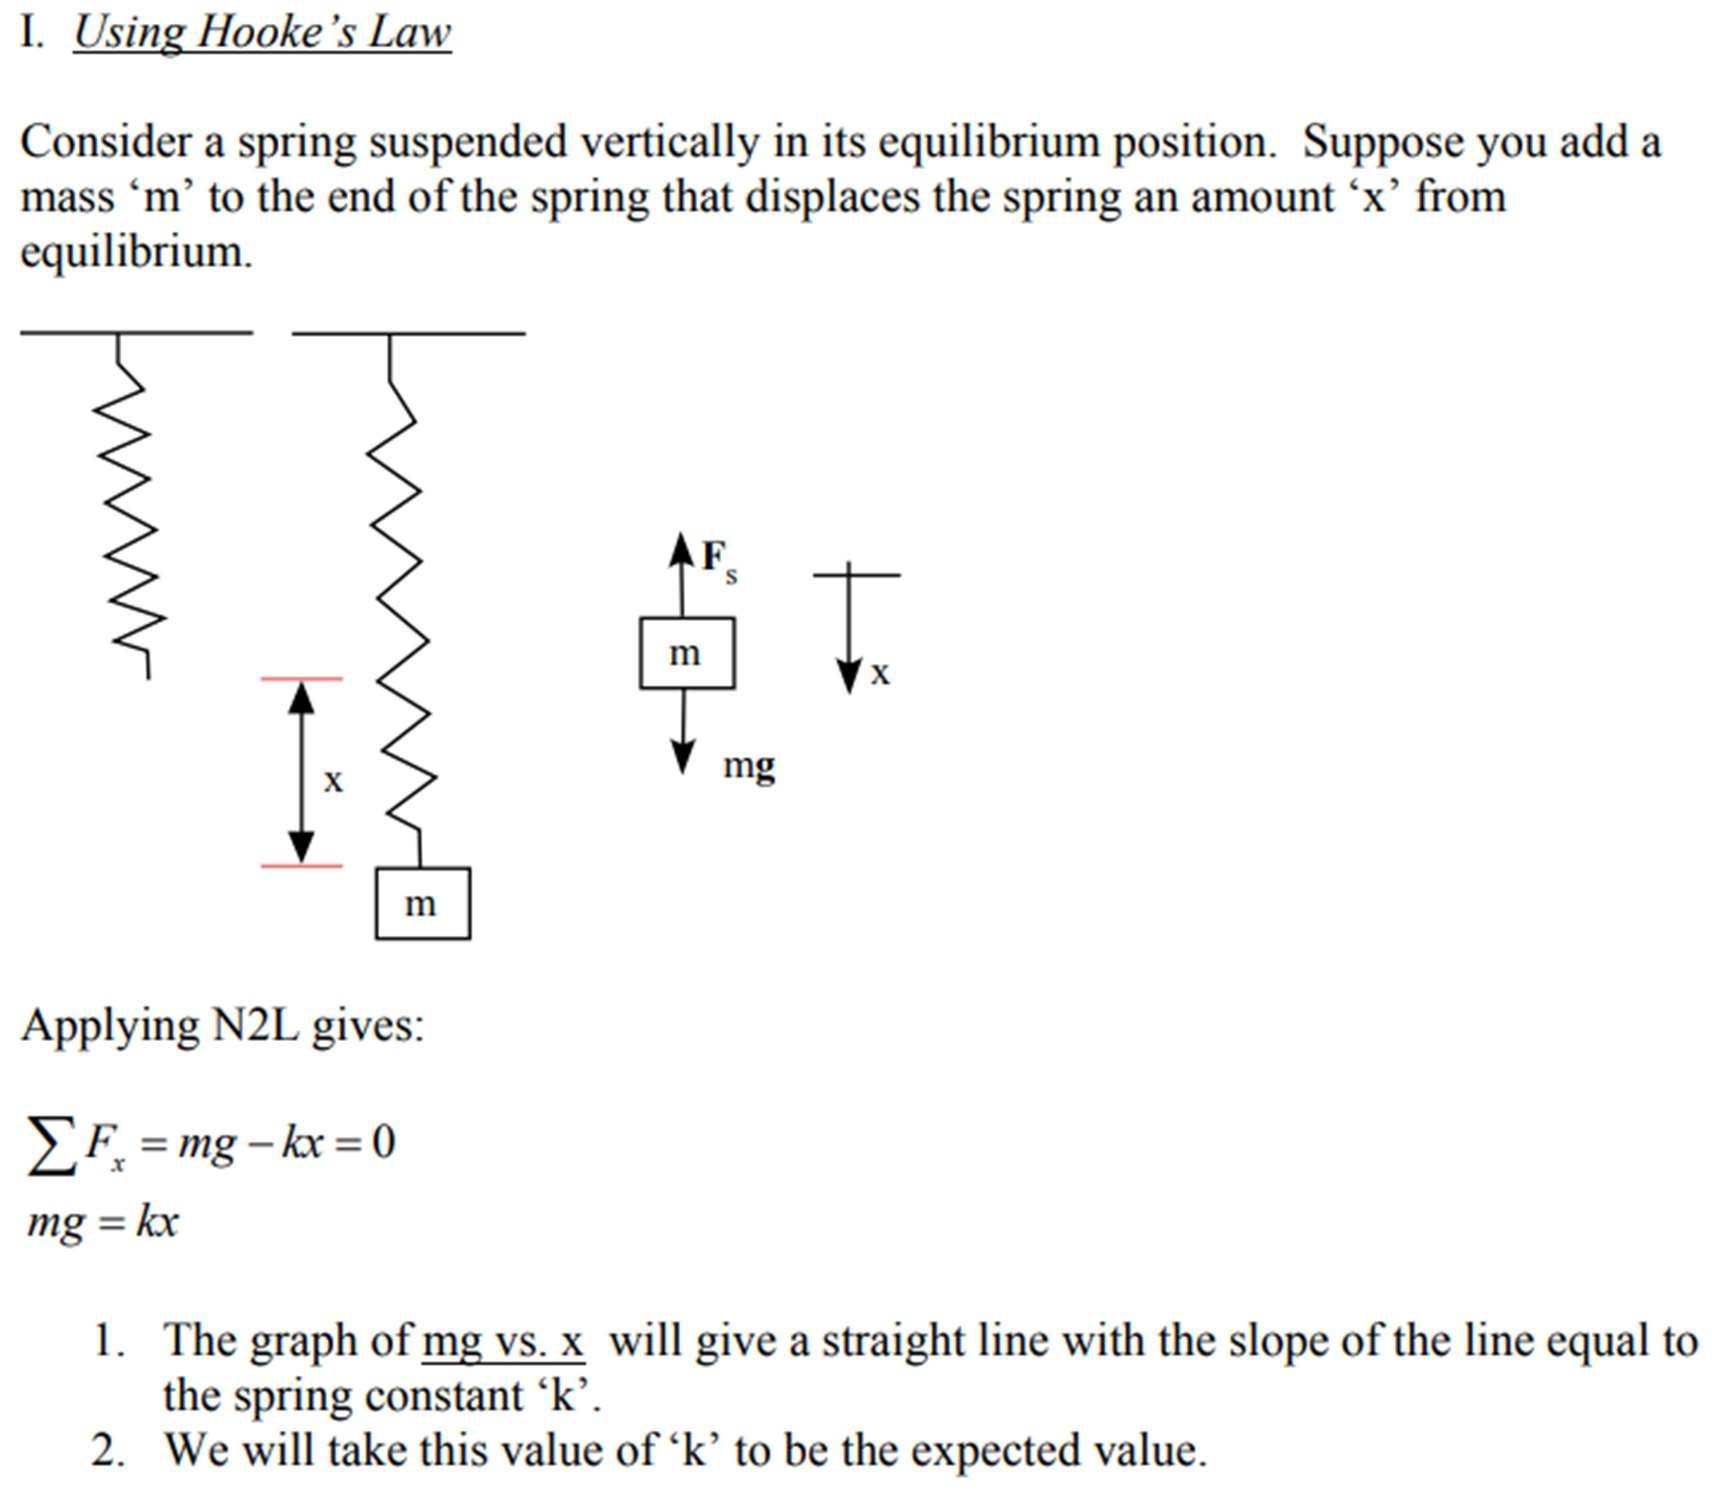 I. Using Hooke's Law
Consider a spring suspended vertically in its equilibrium position. Suppose you add a
mass ‘m’ to the end of the spring that displaces the spring an amount ‘x’ from
equilibrium.
F_s
m
x
mg
x
m
Applying N2L gives:
∑F_x = mg − kx = 0
mg = kx
1. The graph of mg vs. x will give a straight line with the slope of the line equal to
the spring constant ‘k’.
2. We will take this value of ‘k’ to be the expected value.